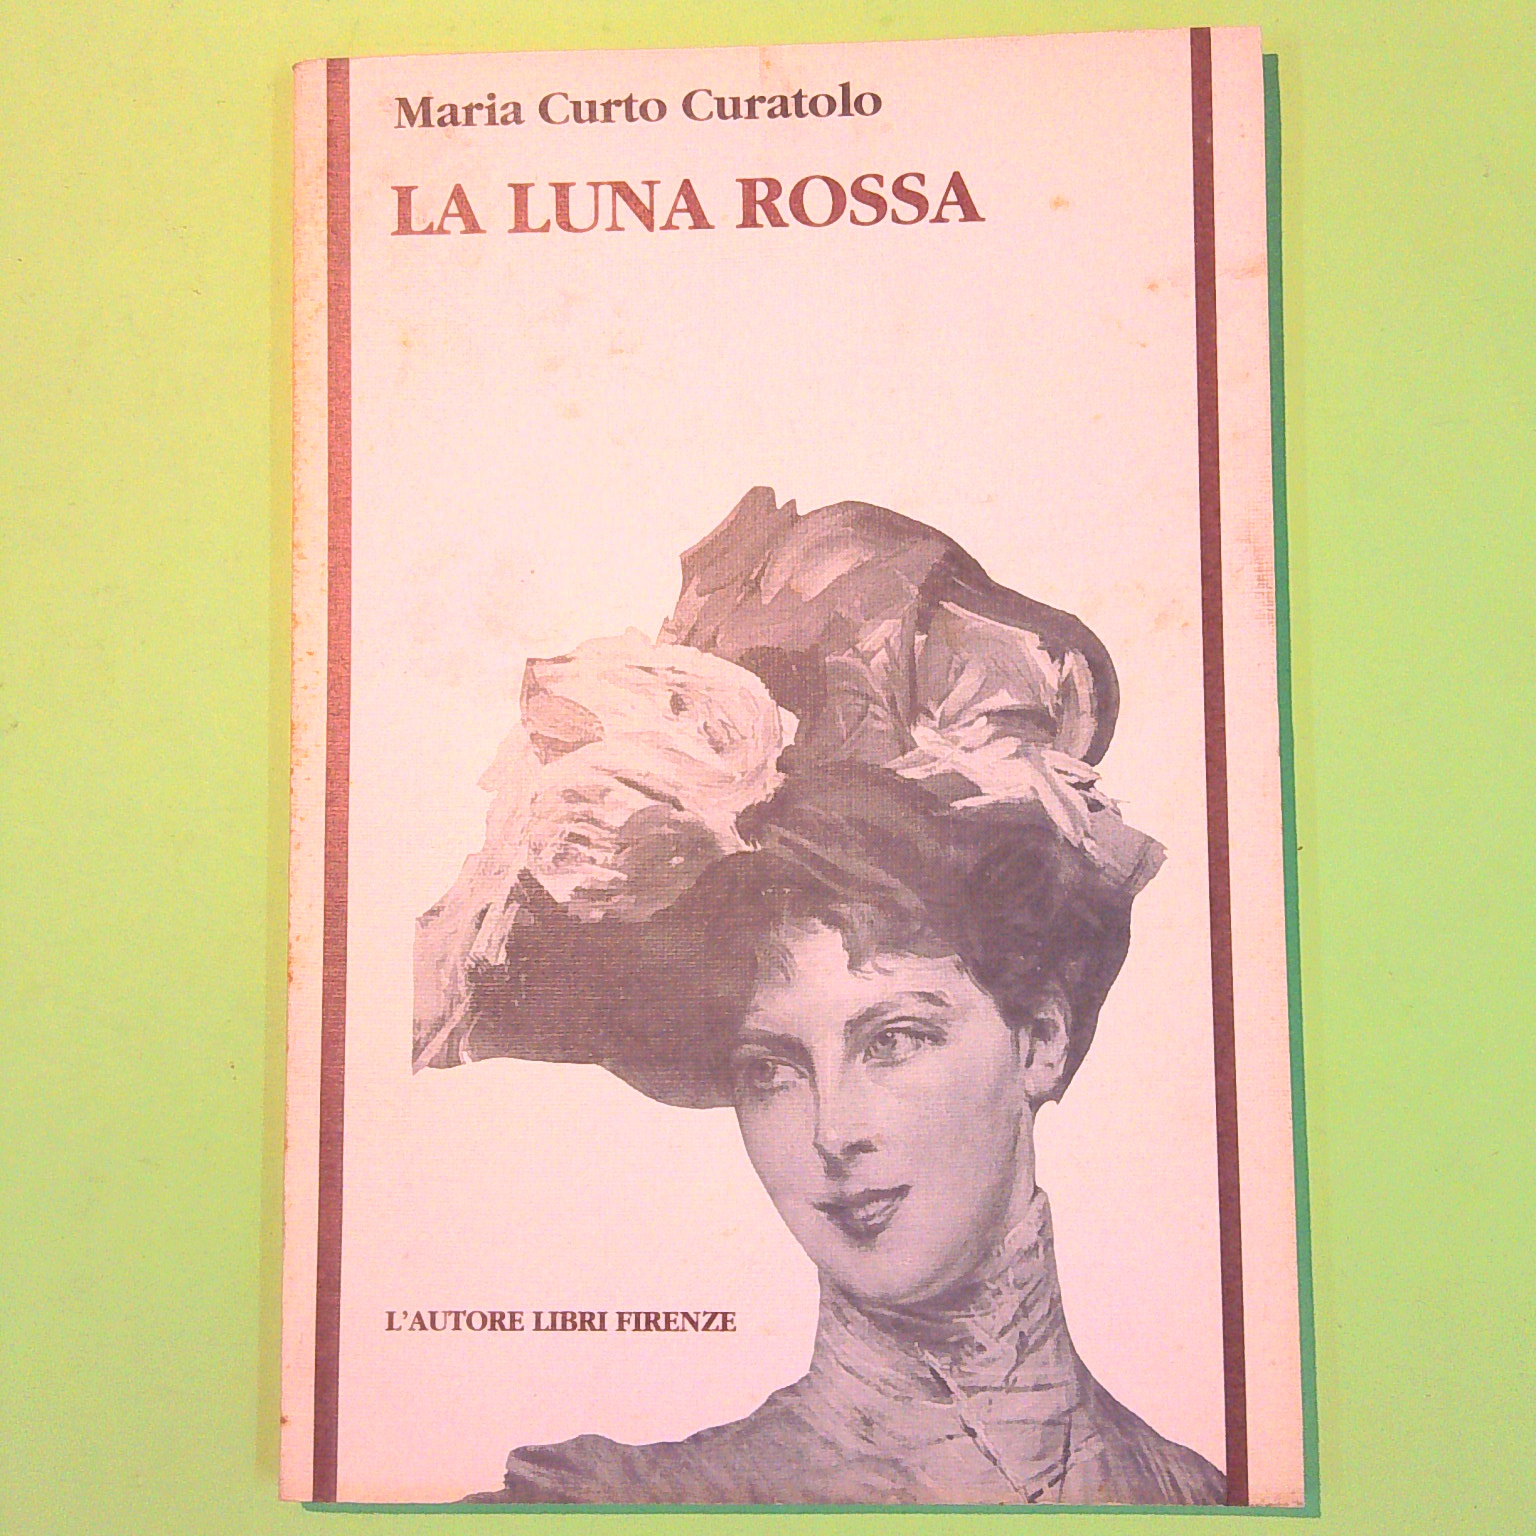 Maria Curto Curatolo
LA LUNA ROSSA
L'AUTORE LIBRI FIRENZE